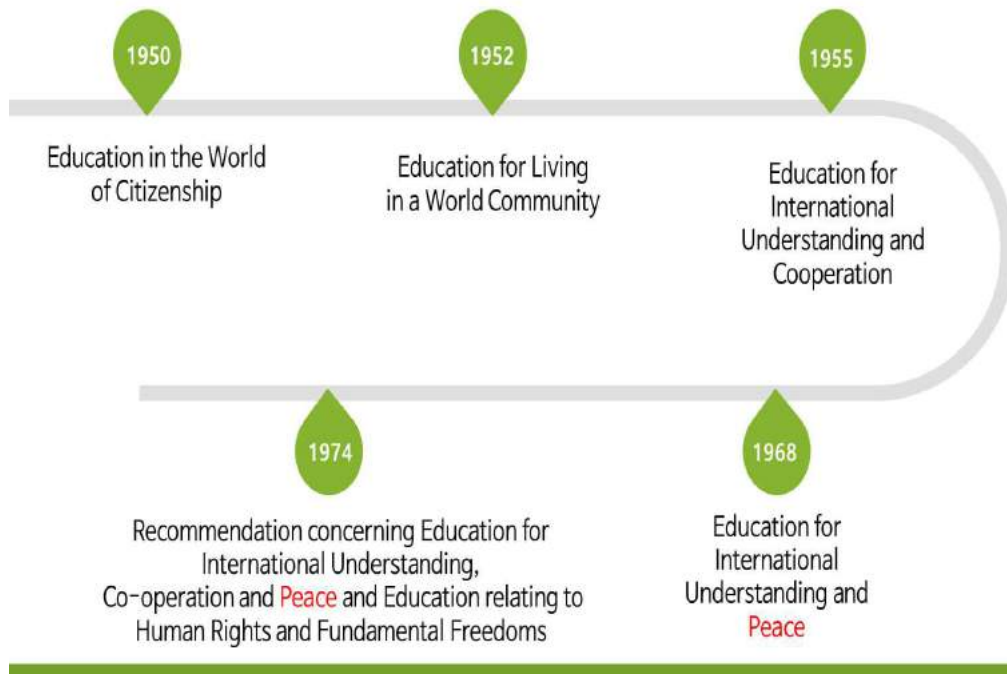 1950
Education in the World
of Citizenship
1952
Education for Living
in a World Community
1955
Education for
International
Understanding and
Cooperation
1968
Education for
International
Understanding and
Peace
1974
Recommendation concerning Education for
International Understanding,
Co-operation and Peace and Education relating to
Human Rights and Fundamental Freedoms